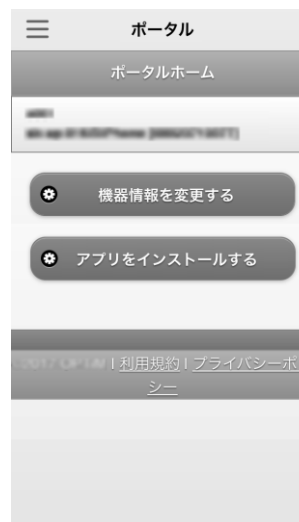 ポータル
ポータルホーム
機器情報を変更する
アプリをインストールする
| 利用規約 | プライバシーポ
シー